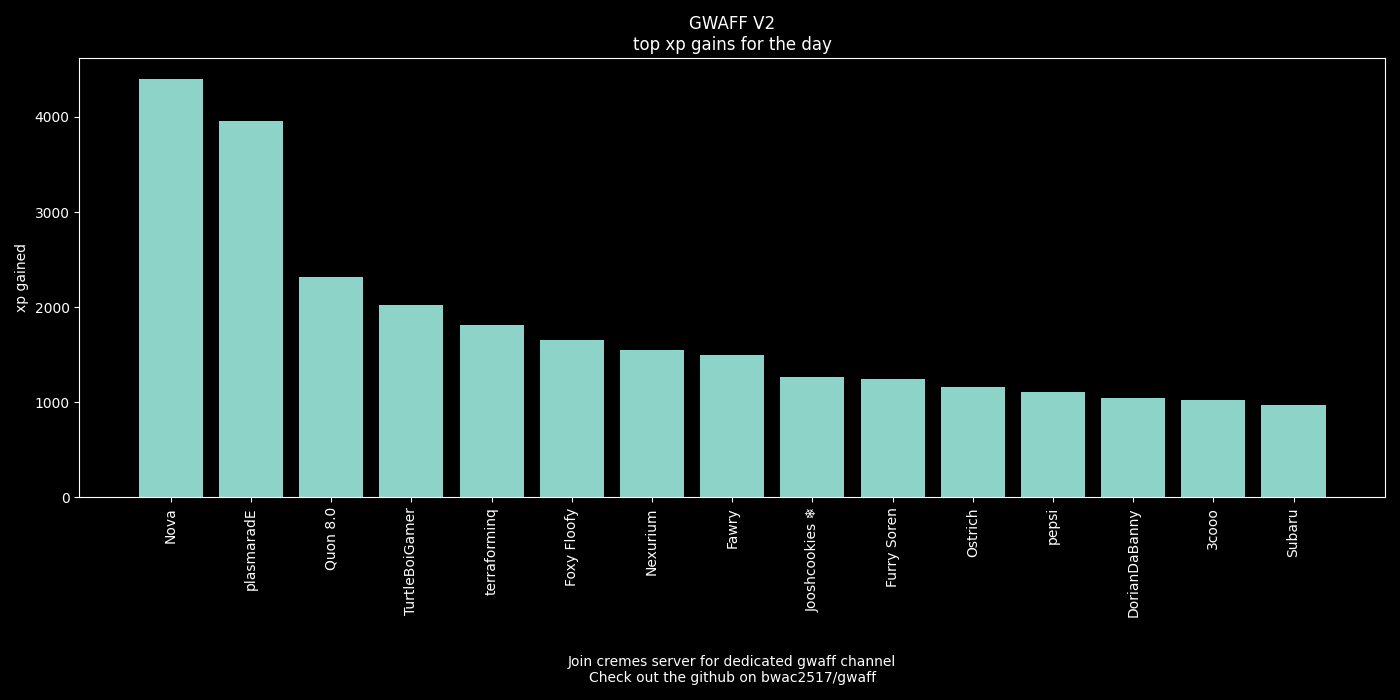 GWAFF V2
top xp gains for the day
xp gained
4000
3000
2000
1000
0
Nova
plasmaradE
Quon 8.0
TurtleBoiGamer
terraforminq
Foxy Floofy
Nexurium
Fawry
Jooshcookies ❄
Furry Soren
Ostrich
pepsi
DorianDaBanny
3cooo
Subaru
Join cremes server for dedicated gwaff channel
Check out the github on bwac2517/gwaff